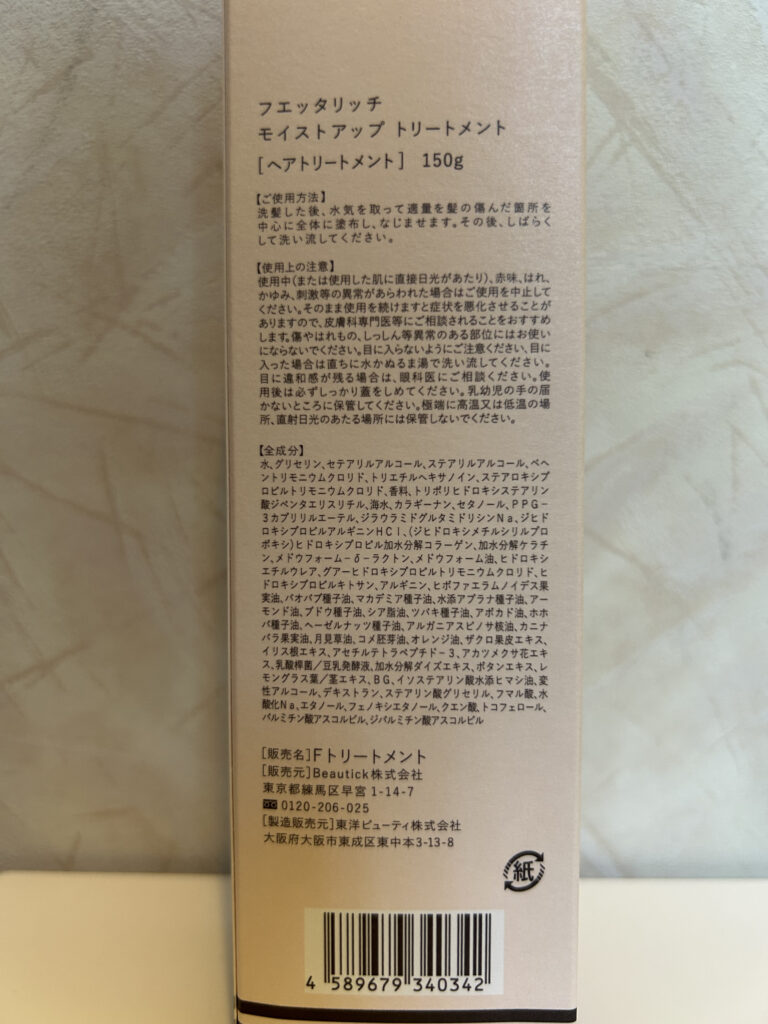 フエッタリッチ
モイストアップ トリートメント
[ヘアトリートメント] 150g
【ご使用方法】
洗髪した後、水気を取って適量を髪の傷んだ箇所を
中心に全体に塗布し、なじませます。その後、しばらく
して洗い流してください。
【使用上の注意】
使用中(または使用した肌に直接日光があたり)、赤味、はれ、
かゆみ、刺激等の異常があらわれた場合はご使用を中止して
ください。そのまま使用を続けますと症状を悪化させることが
ありますので、皮膚科専門医等にご相談されることをおすすめ
します。傷やはれもの、しっしん等異常のある部位にはお使い
にならないでください。目に入らないようにご注意ください、目に
入った場合は直ちに水かぬるま湯で洗い流してください。
目に違和感が残る場合は、眼科医にご相談ください。使
用後は必ずしっかり蓋をしめてください。乳幼児の手の届
かないところに保管してください。極端に高温又は低温の場
所、直射日光のあたる場所には保管しないでください。
【全成分】
水、グリセリン、セテアリルアルコール、ステアリルアルコール、ベヘ
ントリモニウムクロリド、トリエチルヘキサノイン、ステアロキシプ
ロピルトリモニウムクロリド、香料、トリポリヒドロキシステアリン
酸ジペンタエリスリチル、海水、カラギーナン、セタノール、PPG-
3カプリリルエーテル、ジラウラミドグルタミドリシンNa、ジヒド
ロキシプロピルアルギニンHCl、(ジヒドロキシメチルシリルプロ
ポキシ)ヒドロキシプロピル加水分解コラーゲン、加水分解ケラチ
ン、メドウフォーム-δ-ラクトン、メドウフォーム油、ヒドロキシ
エチルウレア、グアーヒドロキシプロピルトリモニウムクロリド、ヒ
ドロキシプロピルキトサン、アルギニン、ヒポファエラムノイデス果
実油、バオバブ種子油、マカデミア種子油、水添アブラナ種子油、アー
モンド油、ブドウ種子油、シア脂油、ツバキ種子油、アボカド油、ホホ
バ種子油、ヘーゼルナッツ種子油、アルガニアスピノサ核油、カニナ
バラ果実油、月見草油、コメ胚芽油、オレンジ油、ザクロ果皮エキス、
イリス根エキス、アセチルテトラペプチド-3、アカツメクサ花エキ
ス、乳酸桿菌/豆乳発酵液、加水分解ダイズエキス、ボタンエキス、レ
モングラス葉/茎エキス、BG、イソステアリン酸水添ヒマシ油、変
性アルコール、デキストラン、ステアリン酸グリセリル、フマル酸、水
酸化Na、エタノール、フェノキシエタノール、クエン酸、トコフェロール、
パルミチン酸アスコルビル、ジパルミチン酸アスコルビル
[販売名]Fトリートメント
[販売元]Beautick株式会社
東京都練馬区早宮1-14-7
0120-206-025
[製造販売元]東洋ビューティ株式会社
大阪府大阪市東成区東中本3-13-8
紙
4 589679 340342